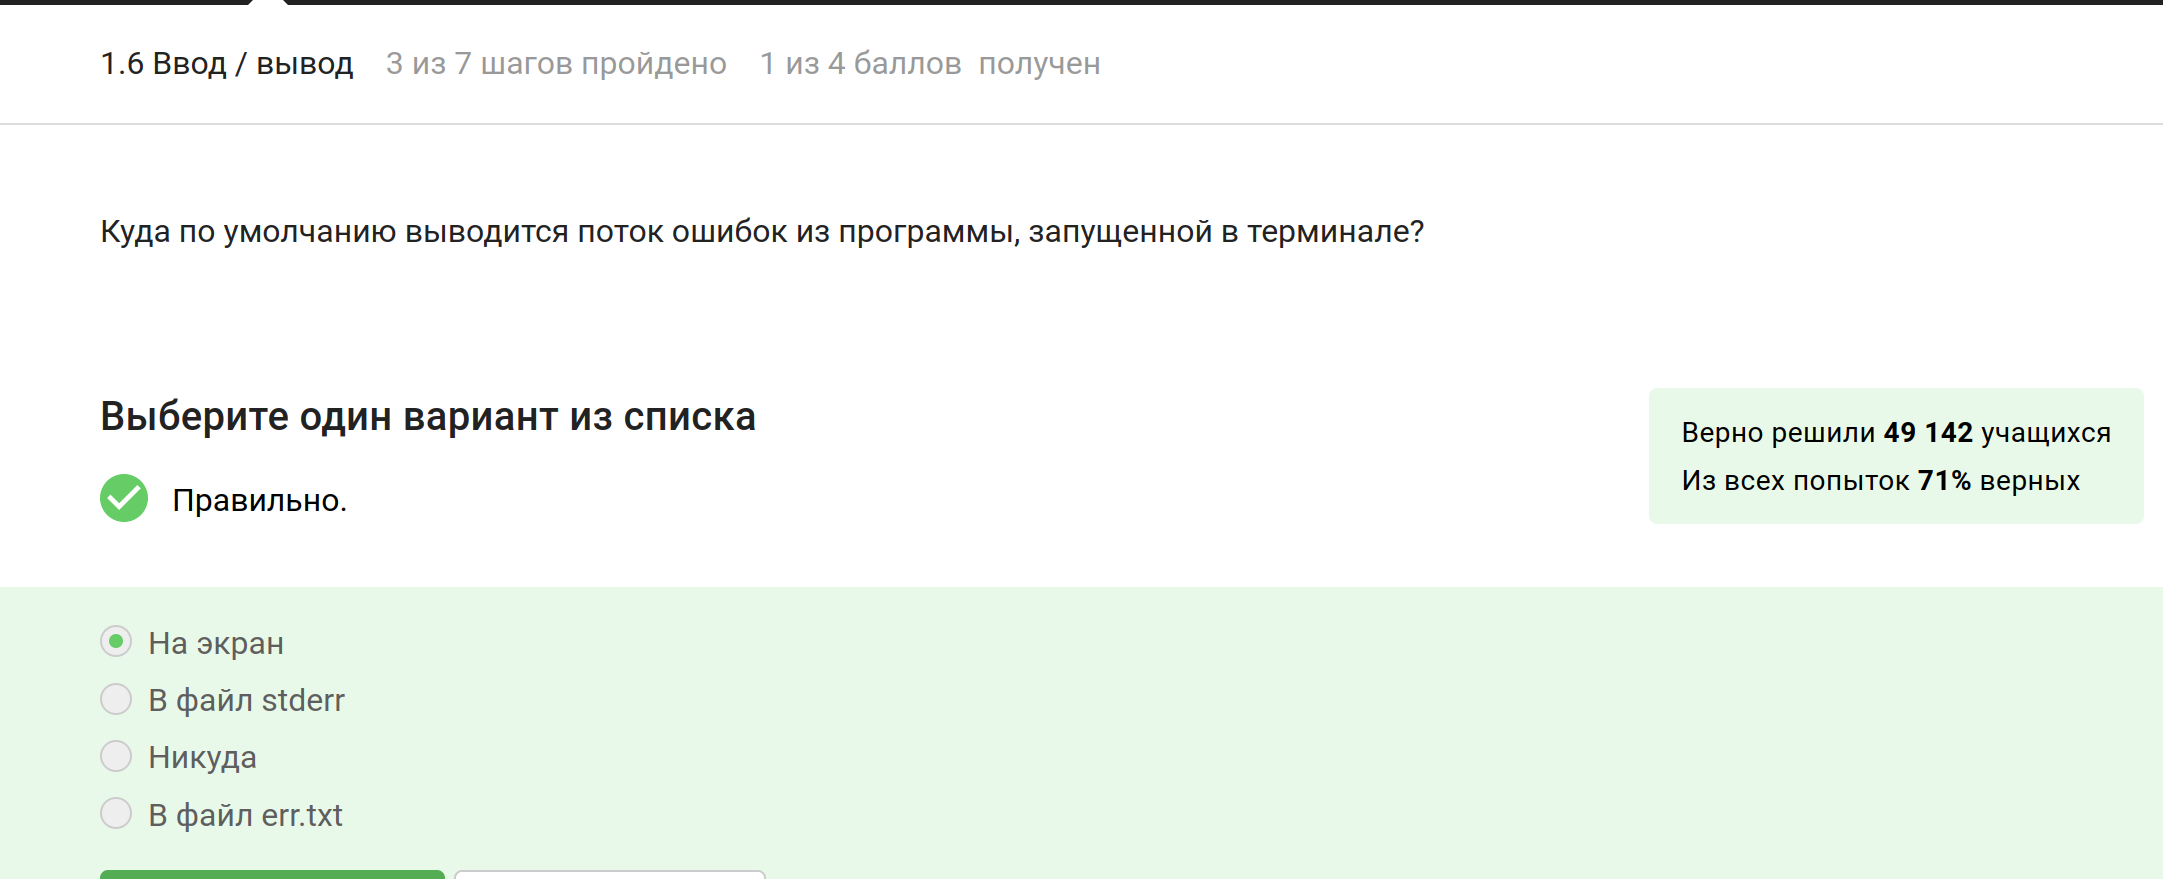 1.6 Ввод / вывод 3 из 7 шагов пройдено 1 из 4 баллов получен
Куда по умолчанию выводится поток ошибок из программы, запущенной в терминале?
Выберите один вариант из списка
Правильно.
Верно решили 49 142 учащихся
Из всех попыток 71% верных
На экран
В файл stderr
Никуда
В файл err.txt